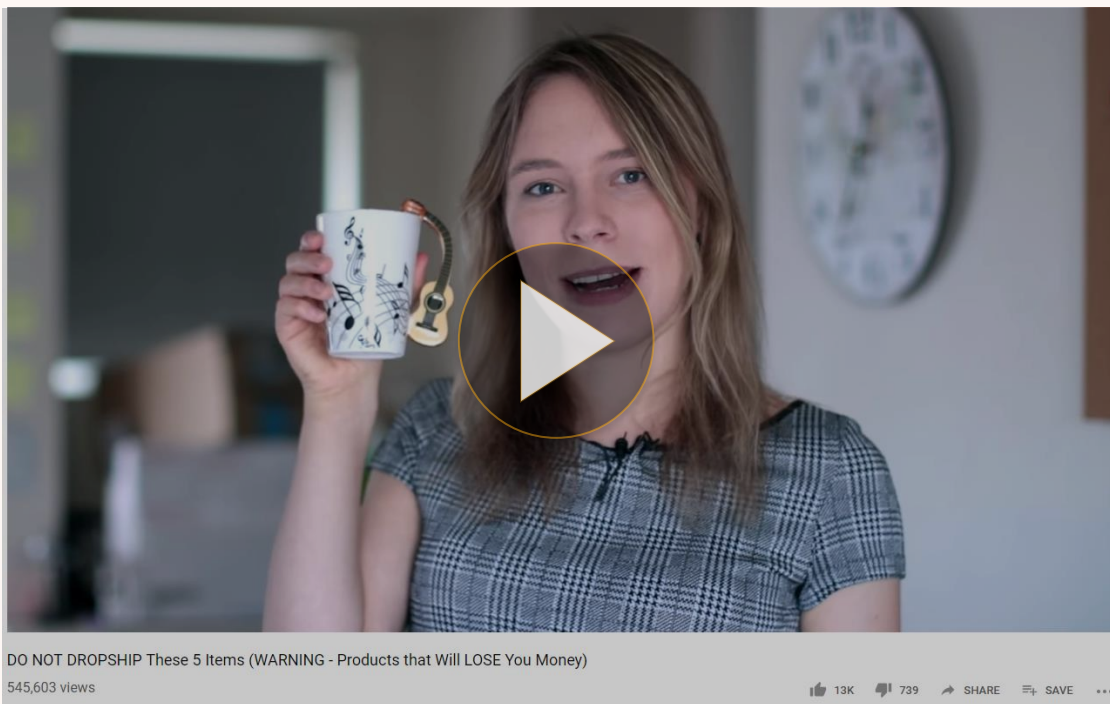 DO NOT DROPSHIP These 5 Items (WARNING - Products that Will LOSE You Money)
545,603 views
13K
739
SHARE
SAVE